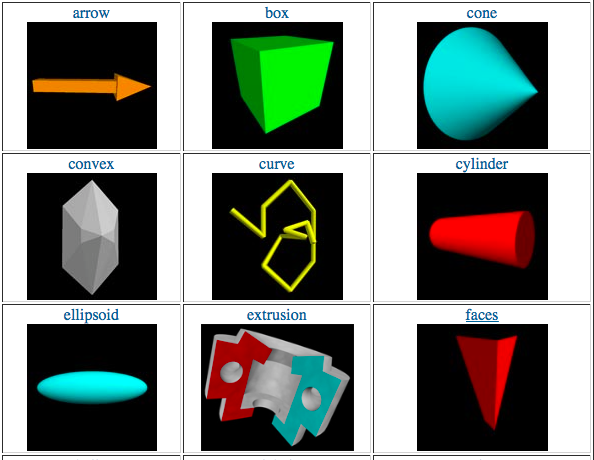 arrow
box
cone
convex
curve
cylinder
ellipsoid
extrusion
faces